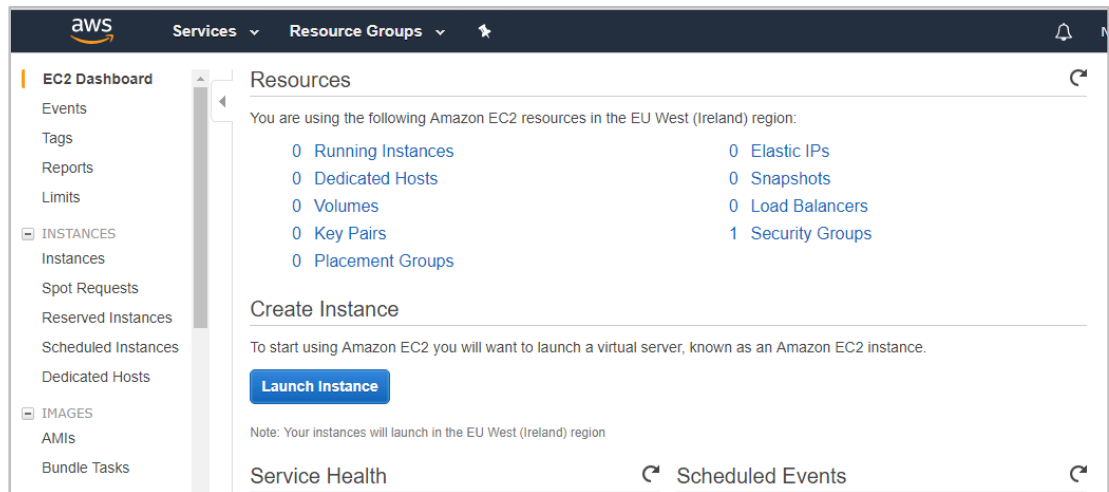 aws
Services
Resource Groups
EC2 Dashboard
Events
Tags
Reports
Limits
INSTANCES
Instances
Spot Requests
Reserved Instances
Scheduled Instances
Dedicated Hosts
IMAGES
AMIs
Bundle Tasks
Resources
You are using the following Amazon EC2 resources in the EU West (Ireland) region:
0 Running Instances
0 Dedicated Hosts
0 Volumes
0 Key Pairs
0 Placement Groups
0 Elastic IPs
0 Snapshots
0 Load Balancers
1 Security Groups
Create Instance
To start using Amazon EC2 you will want to launch a virtual server, known as an Amazon EC2 instance.
Launch Instance
Note: Your instances will launch in the EU West (Ireland) region
Service Health
Scheduled Events